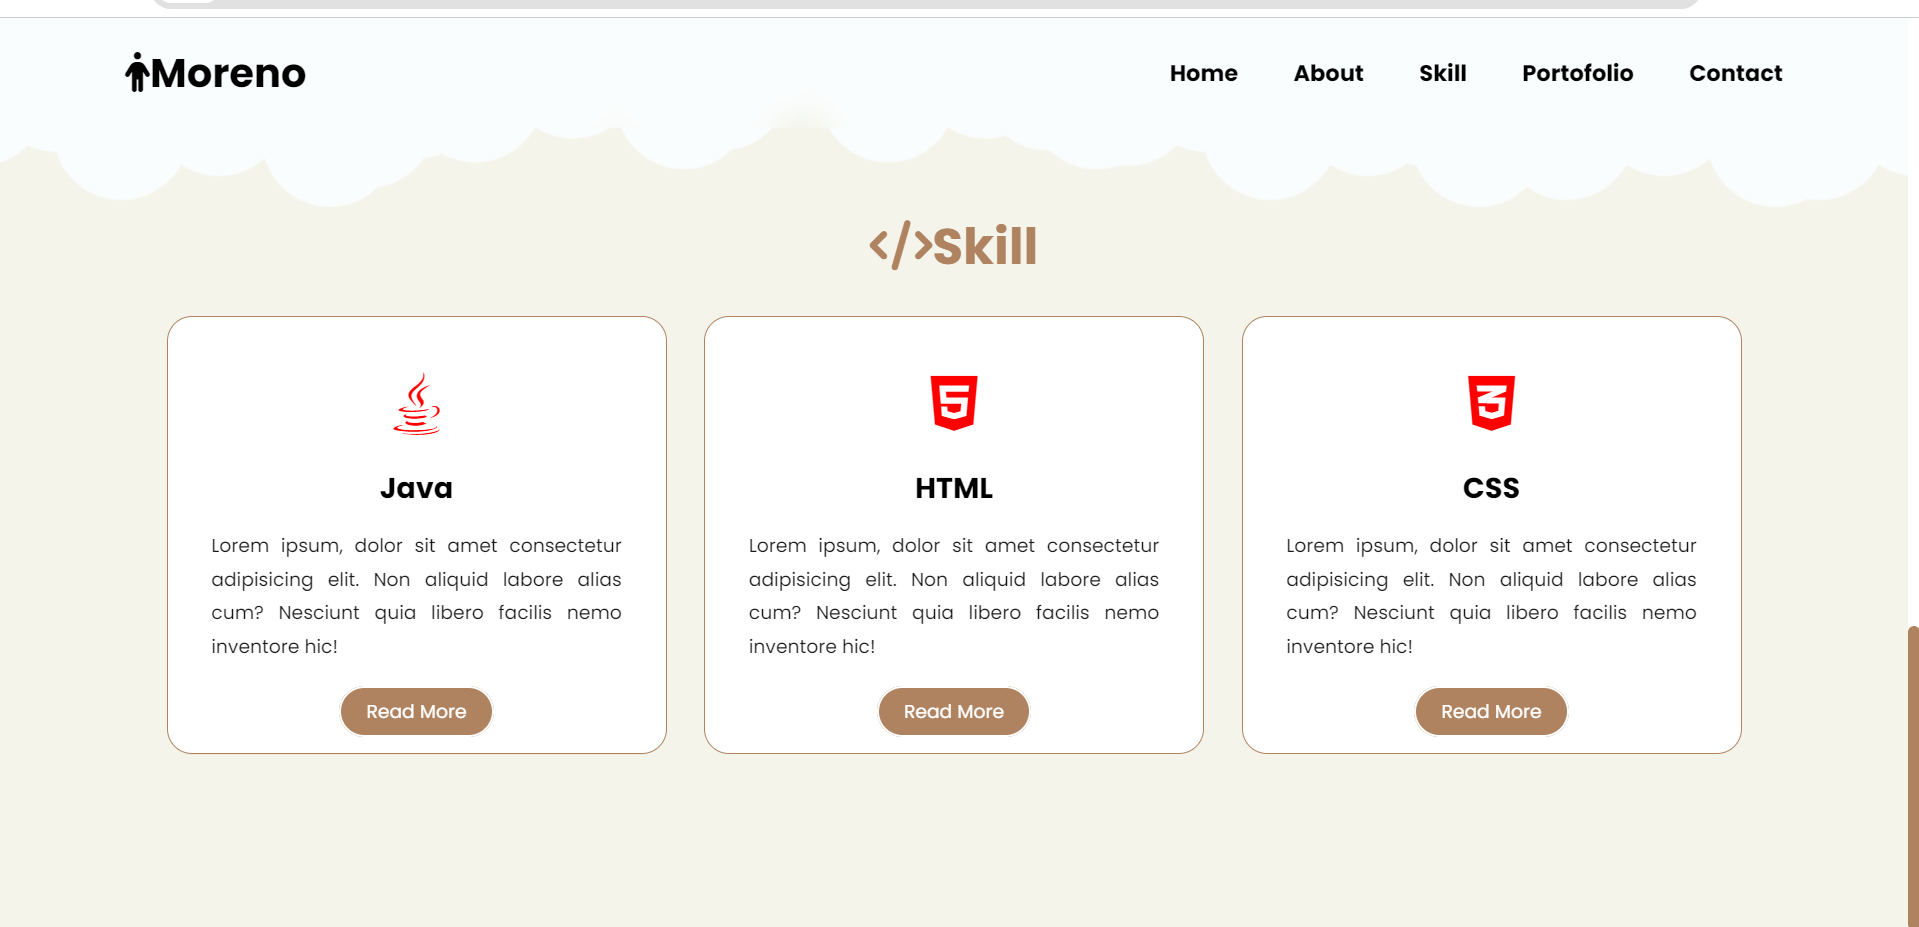 Moreno
Home About Skill Portofolio Contact
</>Skill
Java
Lorem ipsum, dolor sit amet consectetur
adipisicing elit. Non aliquid labore alias
cum? Nesciunt quia libero facilis nemo
inventore hic!
Read More
HTML
Lorem ipsum, dolor sit amet consectetur
adipisicing elit. Non aliquid labore alias
cum? Nesciunt quia libero facilis nemo
inventore hic!
Read More
CSS
Lorem ipsum, dolor sit amet consectetur
adipisicing elit. Non aliquid labore alias
cum? Nesciunt quia libero facilis nemo
inventore hic!
Read More